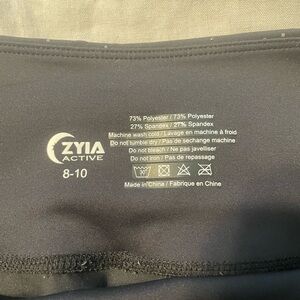 ZYIA
ACTIVE
8-10
73% Polyester / 73% Polyester
27% Spandex / 27% Spandex
Machine wash cold / Lavage en machine à froid
Do not tumble dry / Pas de sechange machine
Do not bleach / Ne pas javelliser
Do not iron / Pas de repassage
Made in China / Fabrique en Chine